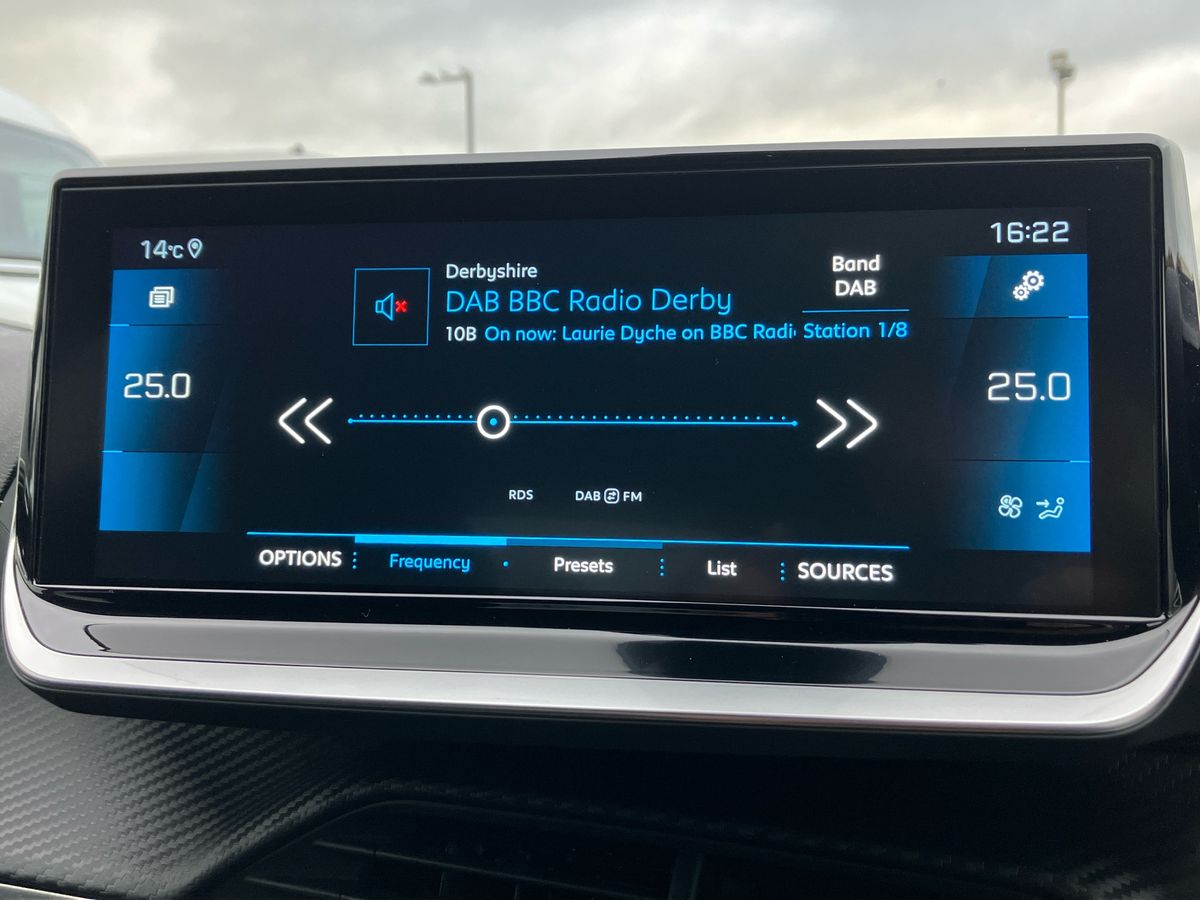 14°C
16:22
Derbyshire
DAB BBC Radio Derby
10B On now: Laurie Dyche on BBC Radi
Band
DAB
Station 1/8
25.0
25.0
RDS
DAB FM
OPTIONS
Frequency
Presets
List
SOURCES